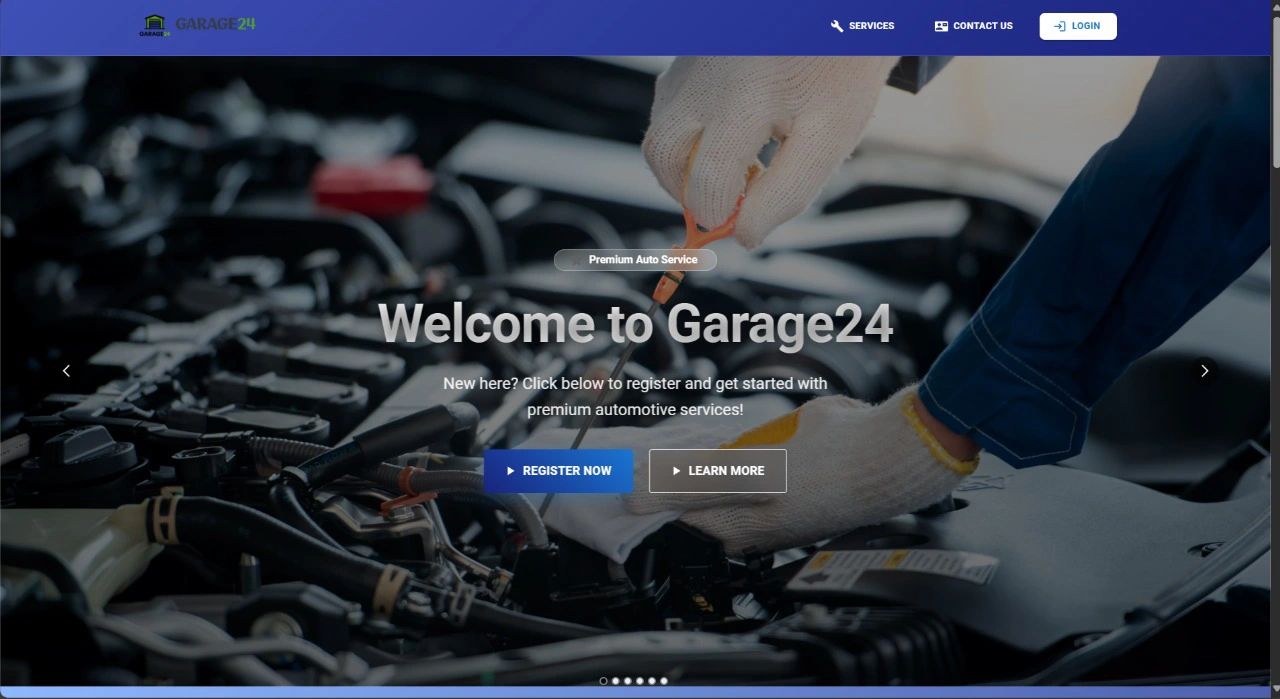 GARAGE24
GARAGE24
SERVICES
CONTACT US
LOGIN
Premium Auto Service
Welcome to Garage24
New here? Click below to register and get started with
premium automotive services!
REGISTER NOW
LEARN MORE